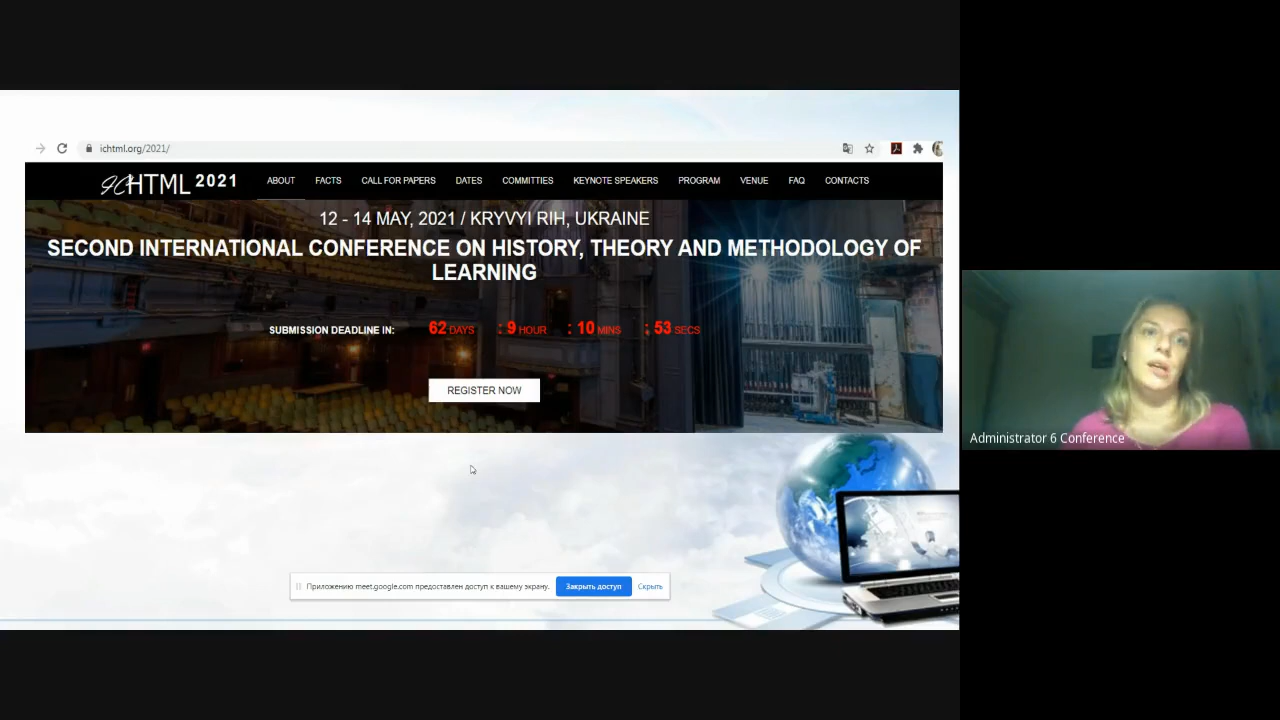 ichtml.org/2021/
ICHTML 2021
ABOUT
FACTS
CALL FOR PAPERS
DATES
COMMITTIES
KEYNOTE SPEAKERS
PROGRAM
VENUE
FAQ
CONTACTS
12 - 14 MAY, 2021 / KRYVYI RIH, UKRAINE
SECOND INTERNATIONAL CONFERENCE ON HISTORY, THEORY AND METHODOLOGY OF
LEARNING
SUBMISSION DEADLINE IN: 62 DAYS : 9 HOUR : 10 MINS : 53 SECS
REGISTER NOW
Administrator 6 Conference
Приложению meet.google.com предоставлен доступ к вашему экрану.
Закрыть доступ
Скрыть